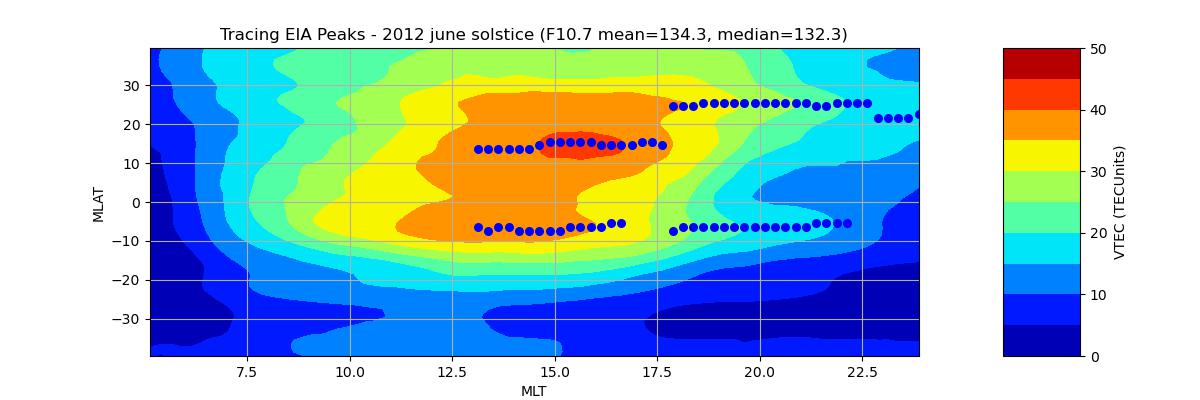 Tracing EIA Peaks - 2012 june solstice (F10.7 mean=134.3, median=132.3)
50
40
30
20
10
0
VTEC (TECUnits)
30
20
10
0
−10
−20
−30
MLAT
7.5 10.0 12.5 15.0 17.5 20.0 22.5
MLT